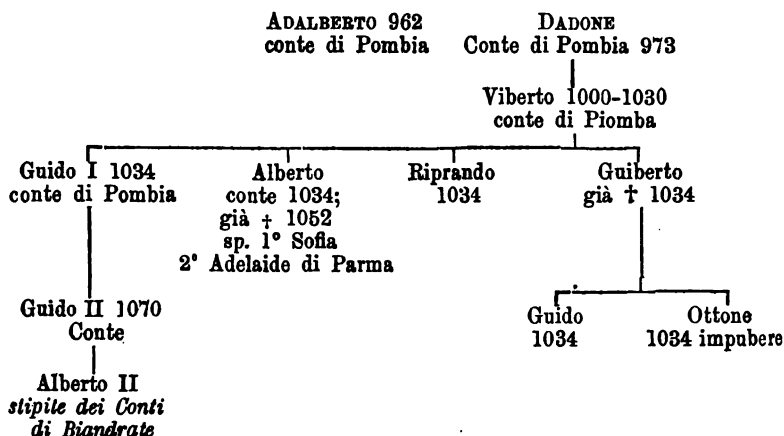 ADALBERTO 962
conte di Pombia
DADONE
Conte di Pombia 973
Viberto 1000-1030
conte di Piomba
Guido I 1034
conte di Pombia
Alberto
conte 1034;
già † 1052
sp. 1º Sofia
2º Adelaide di Parma
Riprando
1034
Guiberto
già † 1034
Guido II 1070
Conte
Guido
1034
Ottone
1034 impubere
Alberto II
stipite dei Conti
di Biandrate